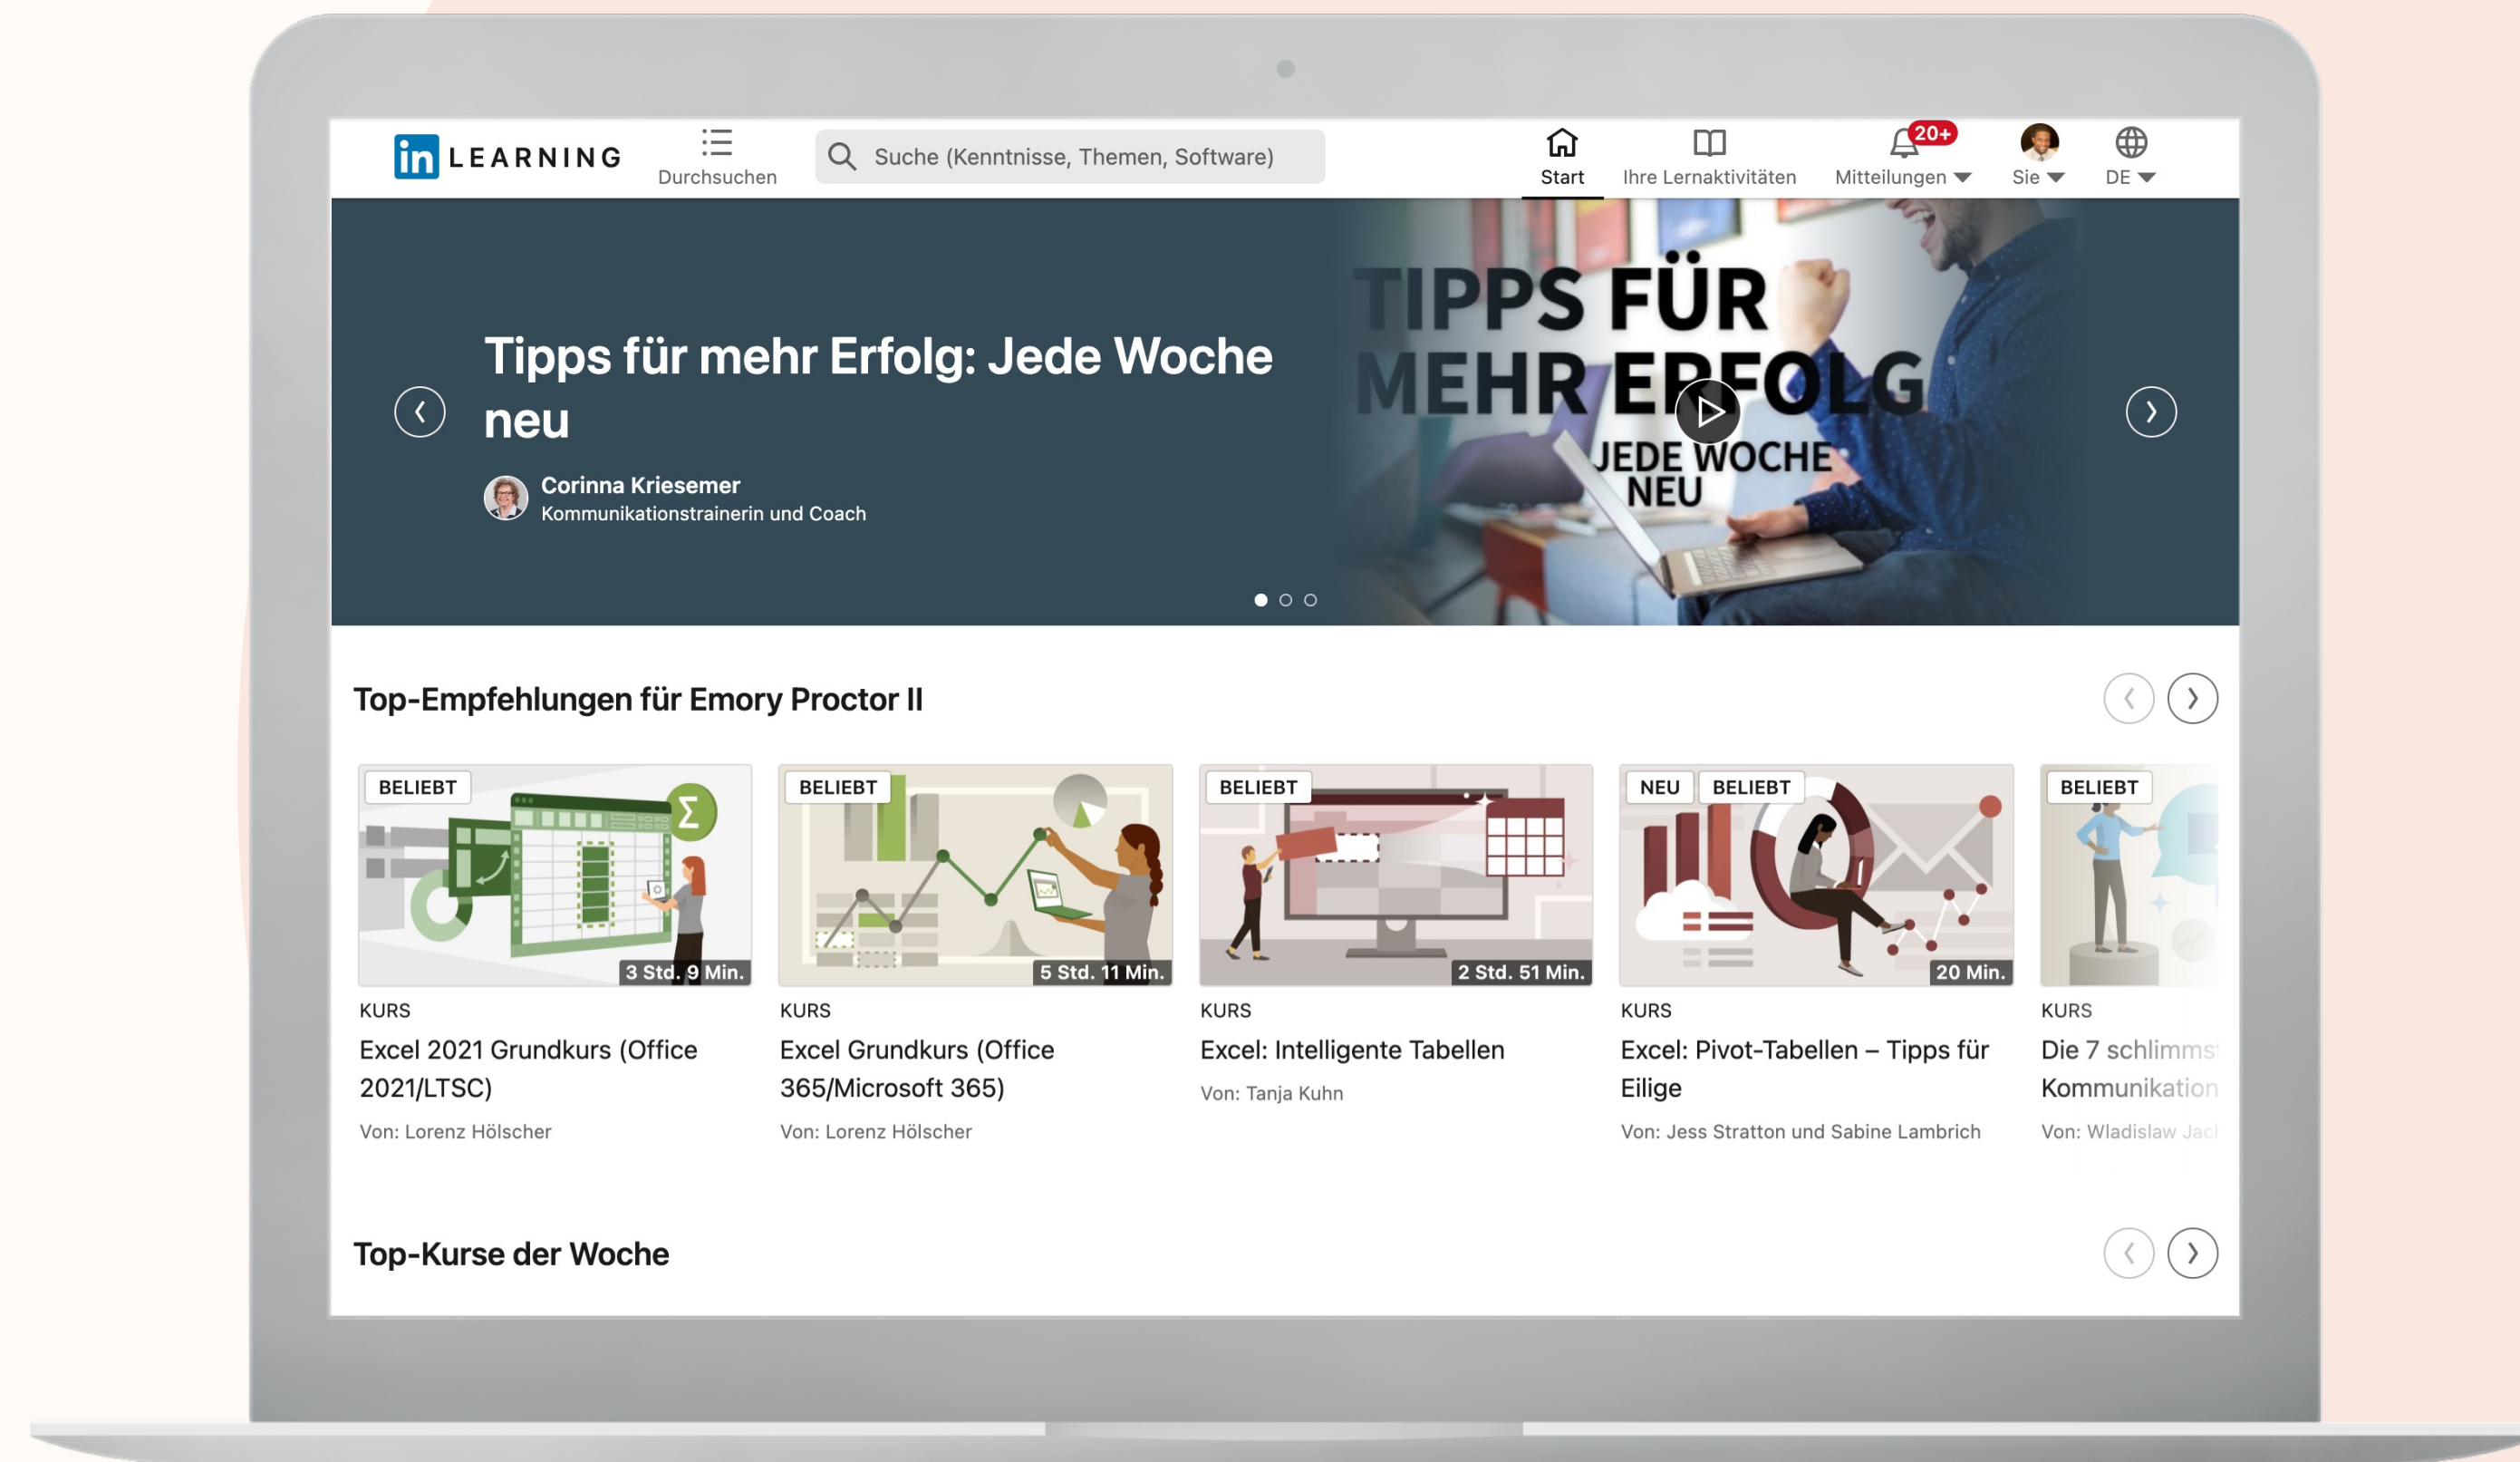 in LEARNING
Durchsuchen
Suche (Kenntnisse, Themen, Software)
Start
Ihre Lernaktivitäten
20+
Mitteilungen
Sie
DE
Tipps für mehr Erfolg: Jede Woche
neu
Corinna Kriesemer
Kommunikationstrainerin und Coach
TIPPS FÜR
MEHR ERFOLG
JEDE WOCHE
NEU
Top-Empfehlungen für Emory Proctor II
BELIEBT
3 Std. 9 Min.
KURS
Excel 2021 Grundkurs (Office
2021/LTSC)
Von: Lorenz Hölscher
BELIEBT
5 Std. 11 Min.
KURS
Excel Grundkurs (Office
365/Microsoft 365)
Von: Lorenz Hölscher
BELIEBT
2 Std. 51 Min.
KURS
Excel: Intelligente Tabellen
Von: Tanja Kuhn
NEU BELIEBT
20 Min.
KURS
Excel: Pivot-Tabellen – Tipps für
Eilige
Von: Jess Stratton und Sabine Lambrich
BELIEBT
KURS
Die 7
Kommunikation
Von: Wladislaw
Top-Kurse der Woche